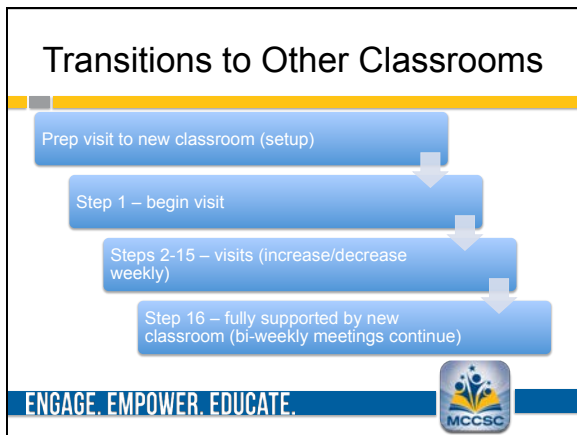 Transitions to Other Classrooms
Prep visit to new classroom (setup)
Step 1 – begin visit
Steps 2-15 – visits (increase/decrease
weekly)
Step 16 – fully supported by new
classroom (bi-weekly meetings continue)
ENGAGE. EMPOWER. EDUCATE.
MCCSC